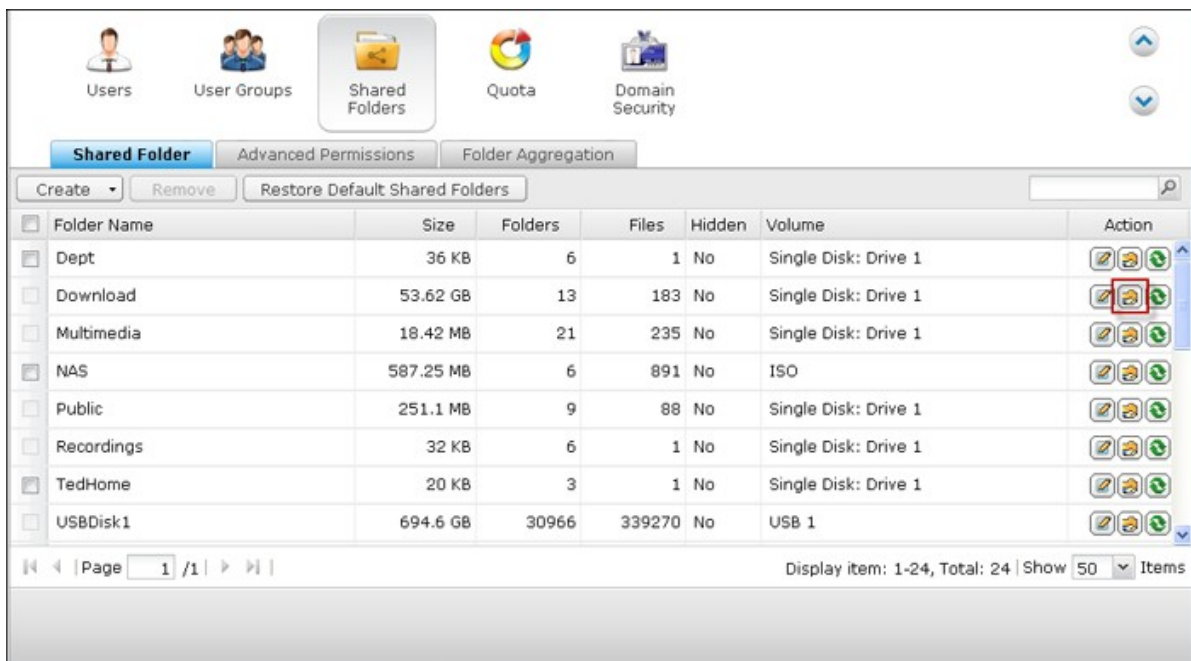 Users
User Groups
Shared
Folders
Quota
Domain
Security
Shared Folder Advanced Permissions Folder Aggregation
Create Remove Restore Default Shared Folders
Folder Name Size Folders Files Hidden Volume Action
Dept 36 KB 6 1 No Single Disk: Drive 1
Download 53.62 GB 13 183 No Single Disk: Drive 1
Multimedia 18.42 MB 21 235 No Single Disk: Drive 1
NAS 587.25 MB 6 891 No ISO
Public 251.1 MB 9 88 No Single Disk: Drive 1
Recordings 32 KB 6 1 No Single Disk: Drive 1
TedHome 20 KB 3 1 No Single Disk: Drive 1
USBDisk1 694.6 GB 30966 339270 No USB 1
Page 1 /1 Display item: 1-24, Total: 24 | Show 50 Items